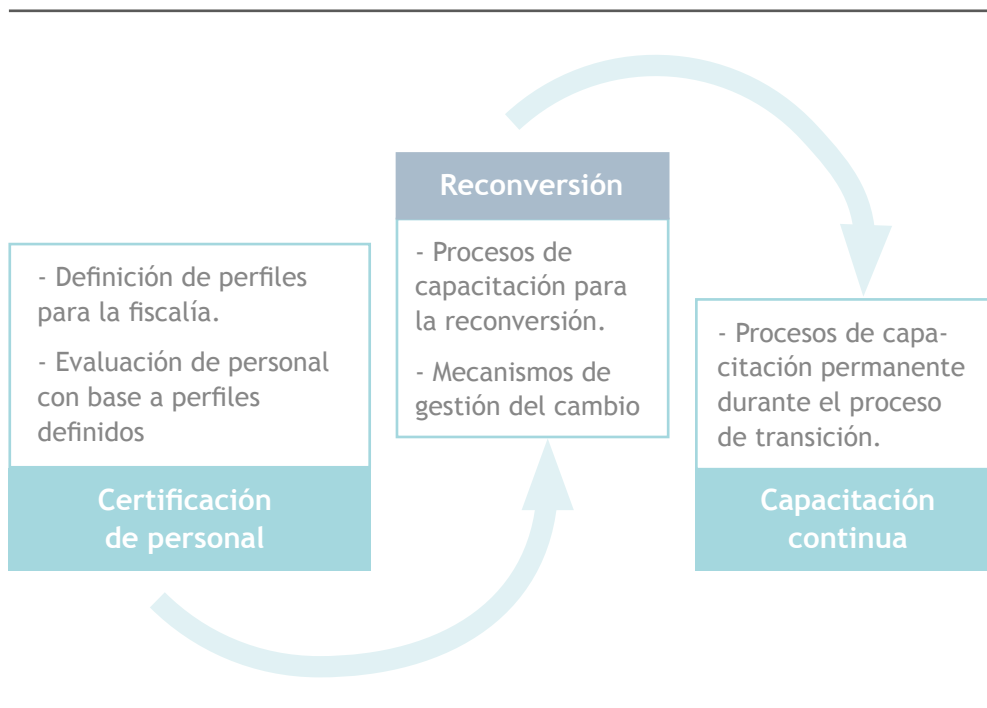 - Definición de perfiles
para la fiscalía.
- Evaluación de personal
con base a perfiles
definidos
Certificación
de personal
Reconversión
- Procesos de
capacitación para
la reconversión.
- Mecanismos de
gestión del cambio
- Procesos de capa-
citación permanente
durante el proceso
de transición.
Capacitación
continua